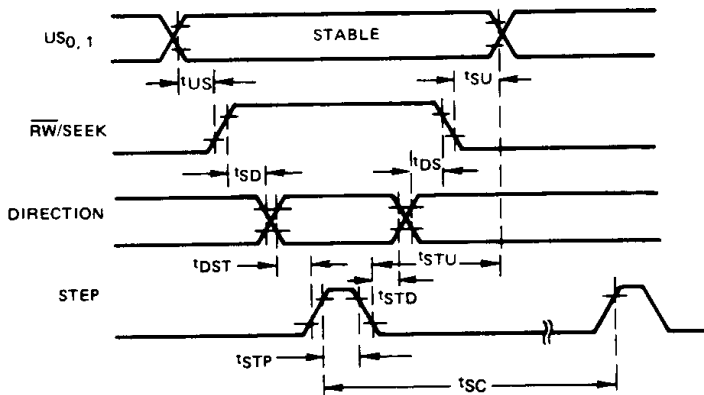 US0, 1
STABLE
tUS
tSU
RW/SEEK
tSD
tDS
DIRECTION
tDST
tSTU
tSTD
STEP
tSTP
tSC